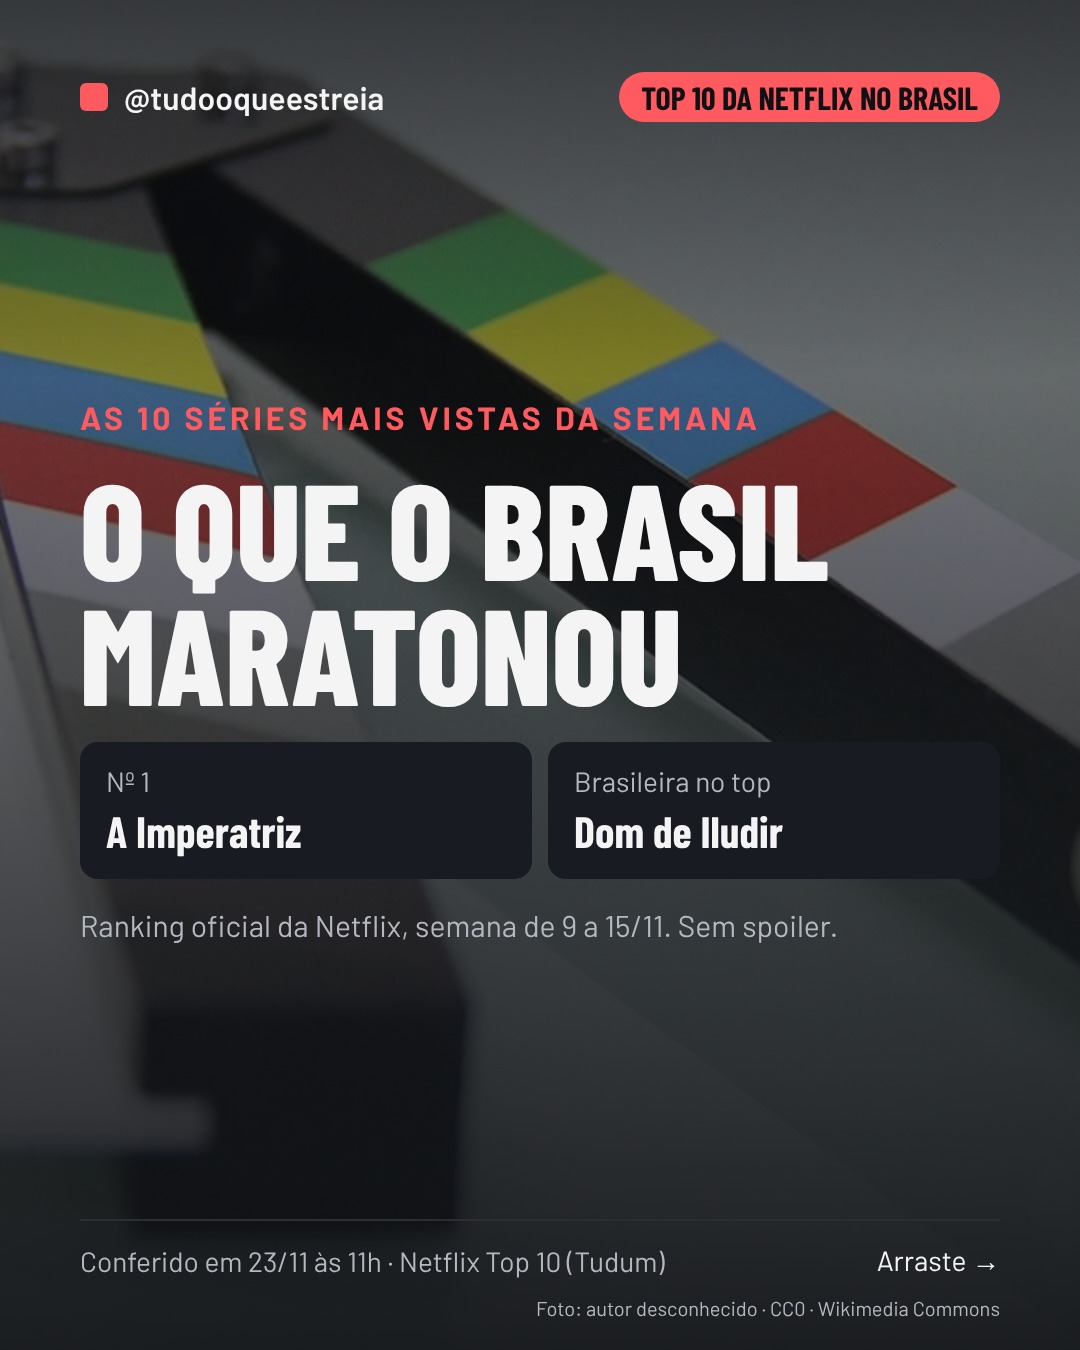 @tudooqueestreia
TOP 10 DA NETFLIX NO BRASIL
AS 10 SÉRIES MAIS VISTAS DA SEMANA
O QUE O BRASIL
MARATONOU
Nº 1
A Imperatriz
Brasileira no top
Dom de Iludir
Ranking oficial da Netflix, semana de 9 a 15/11. Sem spoiler.
Conferido em 23/11 às 11h · Netflix Top 10 (Tudum)
Arraste →
Foto: autor desconhecido · CC0 · Wikimedia Commons